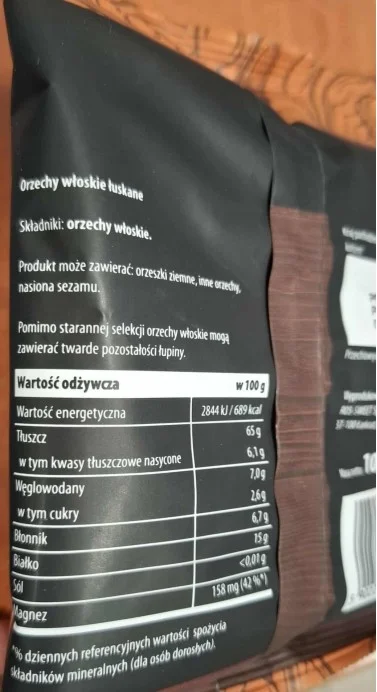 Orzechy włoskie łuskane
Składniki: orzechy włoskie.
Produkt może zawierać: orzeszki ziemne, inne orzechy,
nasiona sezamu.
Pomimo starannej selekcji orzechy włoskie mogą
zawierać twarde pozostałości łupiny.
Wartość odżywcza w 100 g
Wartość energetyczna 2844 kJ / 689 kcal
Tłuszcz 65 g
w tym kwasy tłuszczowe nasycone 6,1 g
Węglowodany 7,0 g
w tym cukry 2,6 g
Błonnik 6,7 g
Białko 15 g
Sól <0,01 g
Magnez 158 mg (42 %*)
*% dziennych referencyjnych wartości spożycia
składników mineralnych (dla osób dorosłych).